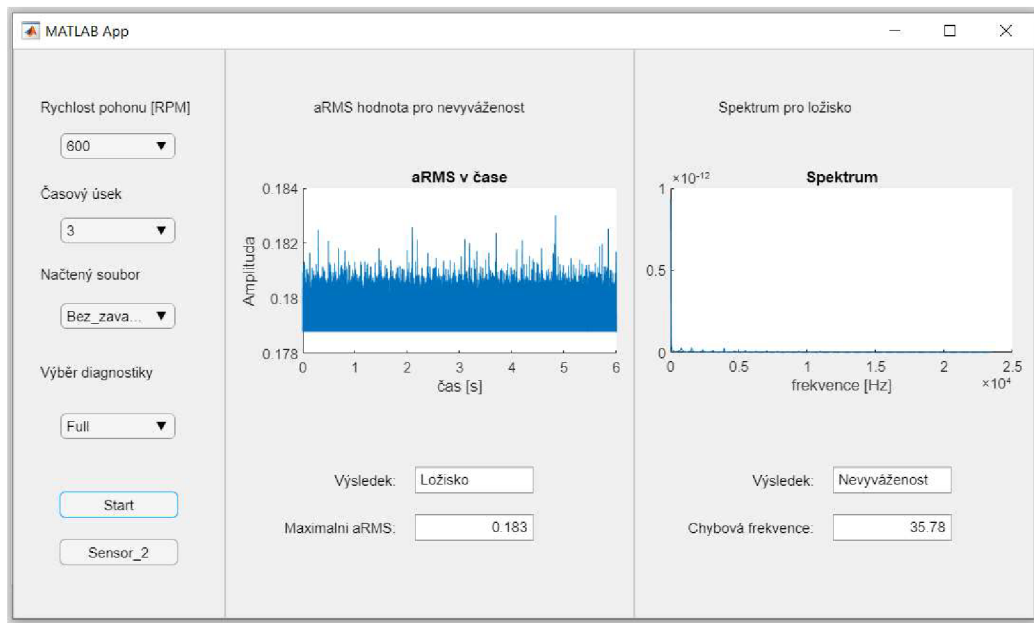 MATLAB App
Rychlost pohonu [RPM]
600
Časový úsek
3
Načtený soubor
Bez_zava...
Výběr diagnostiky
Full
Start
Sensor_2
aRMS hodnota pro nevyváženost
aRMS v čase
0.184
0.182
0.18
0.178
Amplituda
0 1 2 3 4 5 6
čas [s]
Výsledek: Ložisko
Maximalni aRMS: 0.183
Spektrum pro ložisko
×10⁻¹² Spektrum
1
0.5
0
0 0.5 1 1.5 2 2.5
frekvence [Hz] ×10⁴
Výsledek: Nevyváženost
Chybová frekvence: 35.78